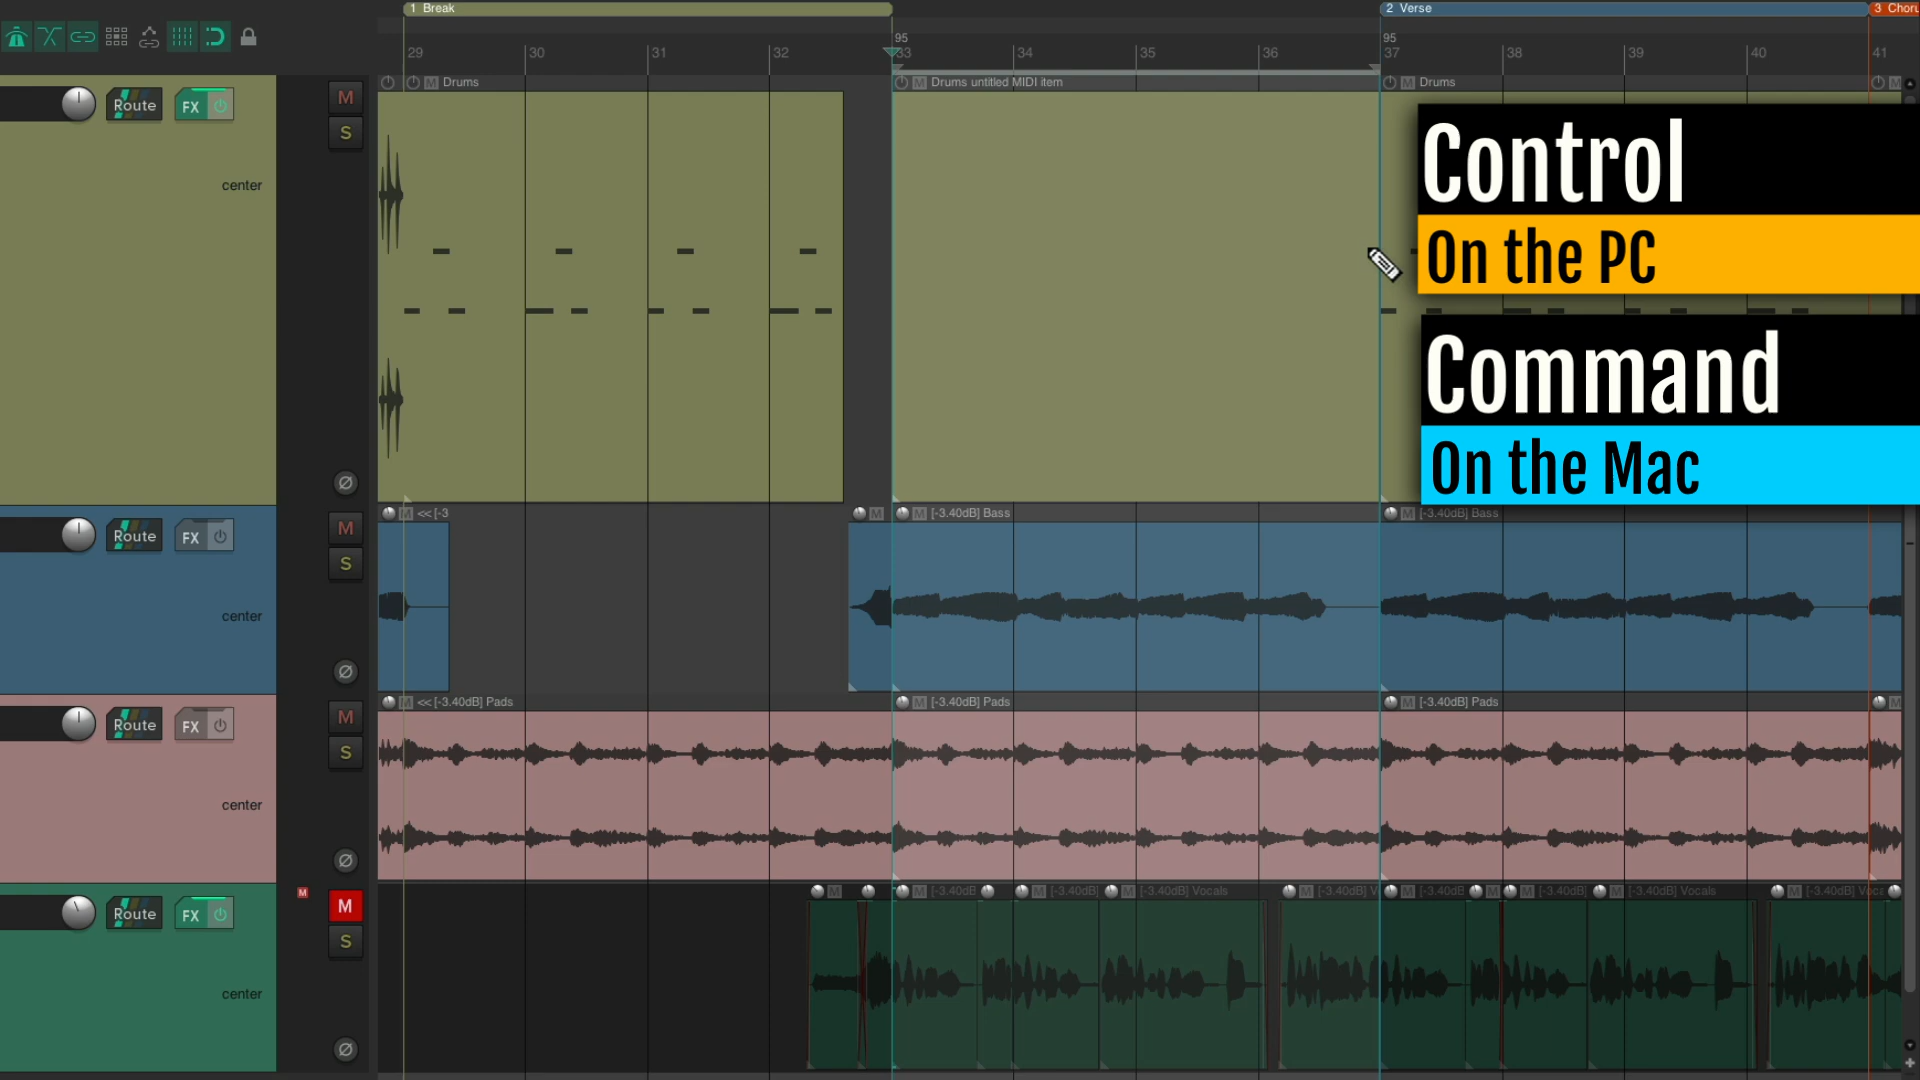 1 Break
2 Verse
3 Choru
95
95
29
30
31
32
33
34
35
36
37
38
39
40
41
M Drums
M Drums untitled MIDI item
M Drums
M
Route
FX
M
S
center
Control
On the PC
Command
On the Mac
M << [-3
M
M [-3.40dB] Bass
M [-3.40dB] Bass
Route
FX
M
S
center
M << [-3.40dB] Pads
M [-3.40dB] Pads
M [-3.40dB] Pads
M
Route
FX
M
S
center
M
M
M [-3.40dB
M [-3.40dB]
M [-3.40dB] Vocals
M [-3.40dB] V
M [-3.40dB
M
M [-3.40dB]
M [-3.40dB] Vocals
M [-3.40dB] Voca
Route
FX
M
S
center